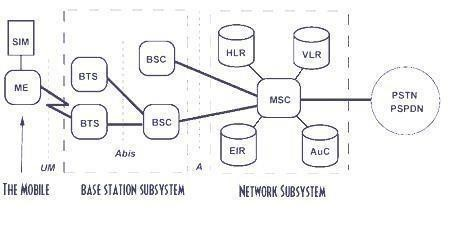 SIM
ME
BTS
BTS
BSC
BSC
HLR
VLR
MSC
EIR
AuC
PSTN
PSPDN
UM
Abis
A
THE MOBILE
BASE STATION SUBSYSTEM
NETWORK SUBSYSTEM